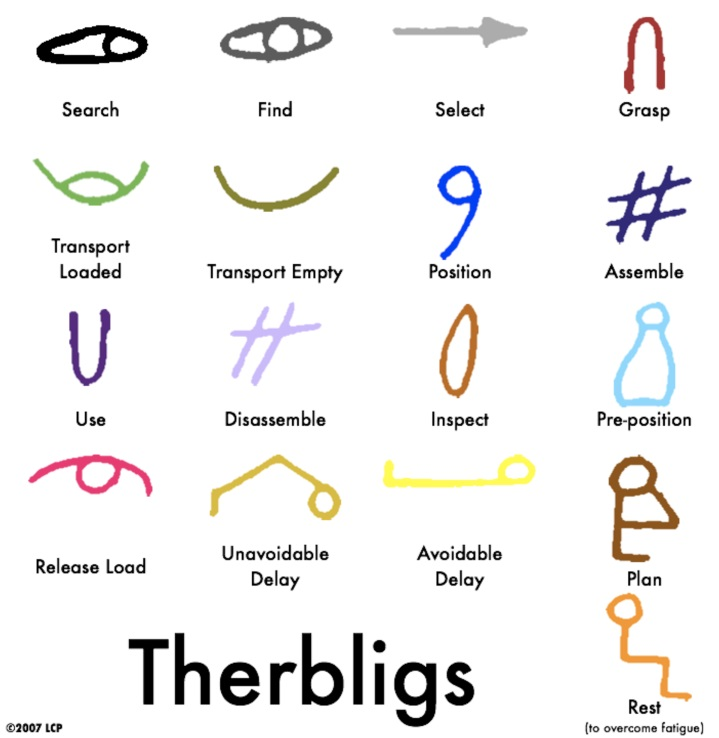 Search
Find
Select
Grasp
Transport
Loaded
Transport Empty
Position
Assemble
Use
Disassemble
Inspect
Pre-position
Release Load
Unavoidable
Delay
Avoidable
Delay
Plan
Therbligs
Rest
(to overcome fatigue)
©2007 LCP